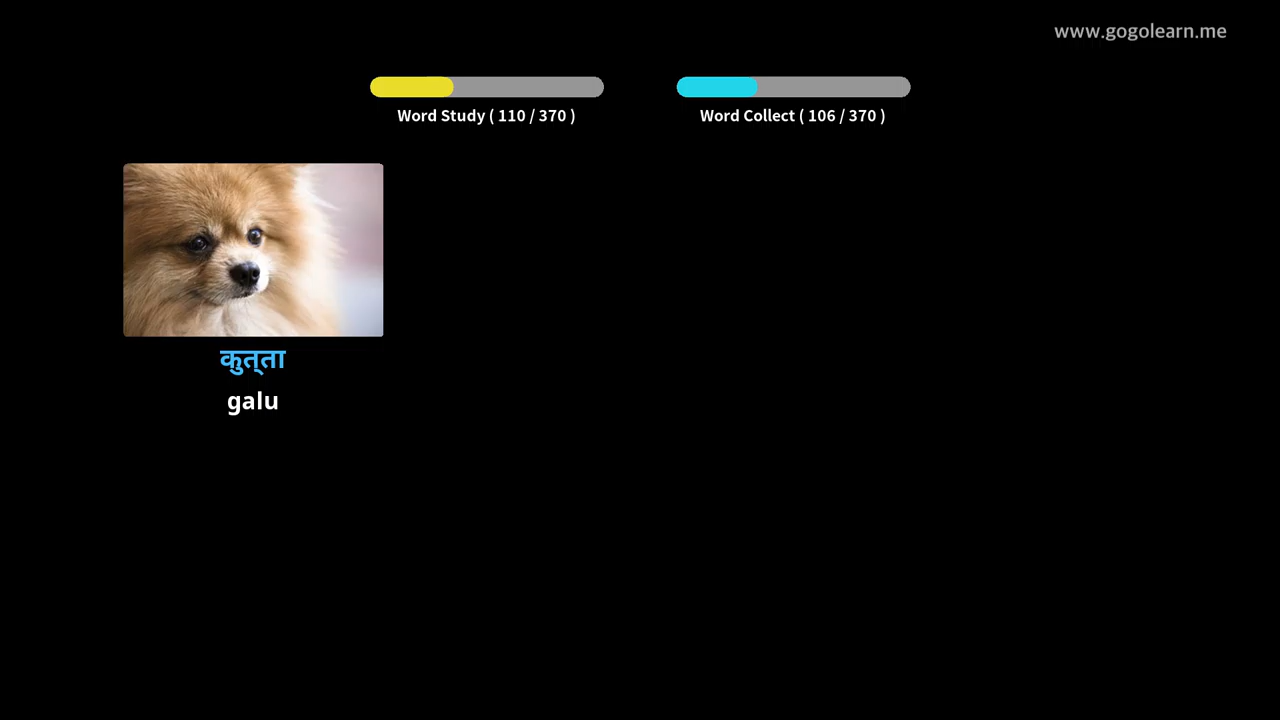 www.gogolearn.me
Word Study ( 110 / 370 )
Word Collect ( 106 / 370 )
कुत्ता
galu